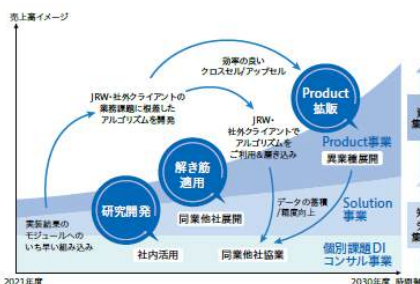 売上高イメージ
効率の良い
クロスセル/アップセル
JRW・社外クライアントの
業務課題に根差した
アルゴリズムを開発
Product
拡販
JRW・
社外クライアントで
アルゴリズムを
ご利用&磨き込み
Product事業
異業種展開
解き筋
適用
同業他社展開
Solution
事業
データの蓄積
/精度向上
研究開発
実装結果の
モジュールへの
いち早い組み込み
社内活用
同業他社協業
個別課題DI
コンサル事業
2021年度
2030年度